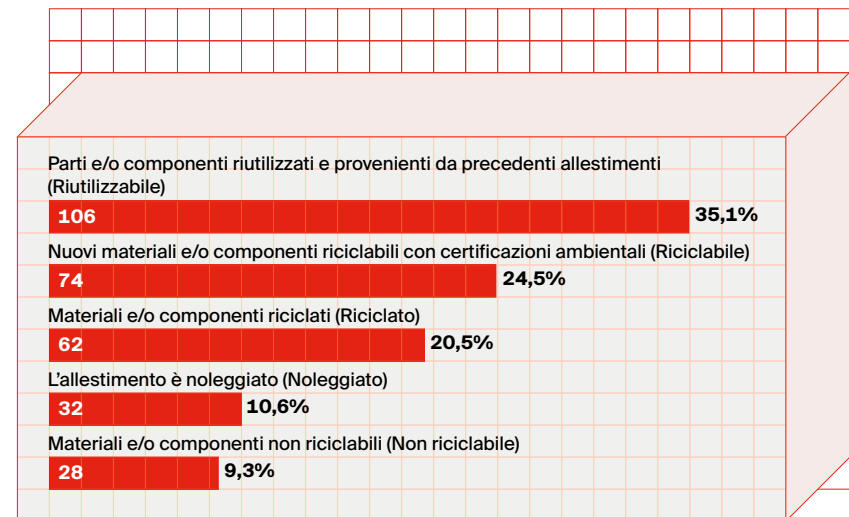 Parti e/o componenti riutilizzati e provenienti da precedenti allestimenti
(Riutilizzabile)
106 35,1%
Nuovi materiali e/o componenti riciclabili con certificazioni ambientali (Riciclabile)
74 24,5%
Materiali e/o componenti riciclati (Riciclato)
62 20,5%
L’allestimento è noleggiato (Noleggiato)
32 10,6%
Materiali e/o componenti non riciclabili (Non riciclabile)
28 9,3%